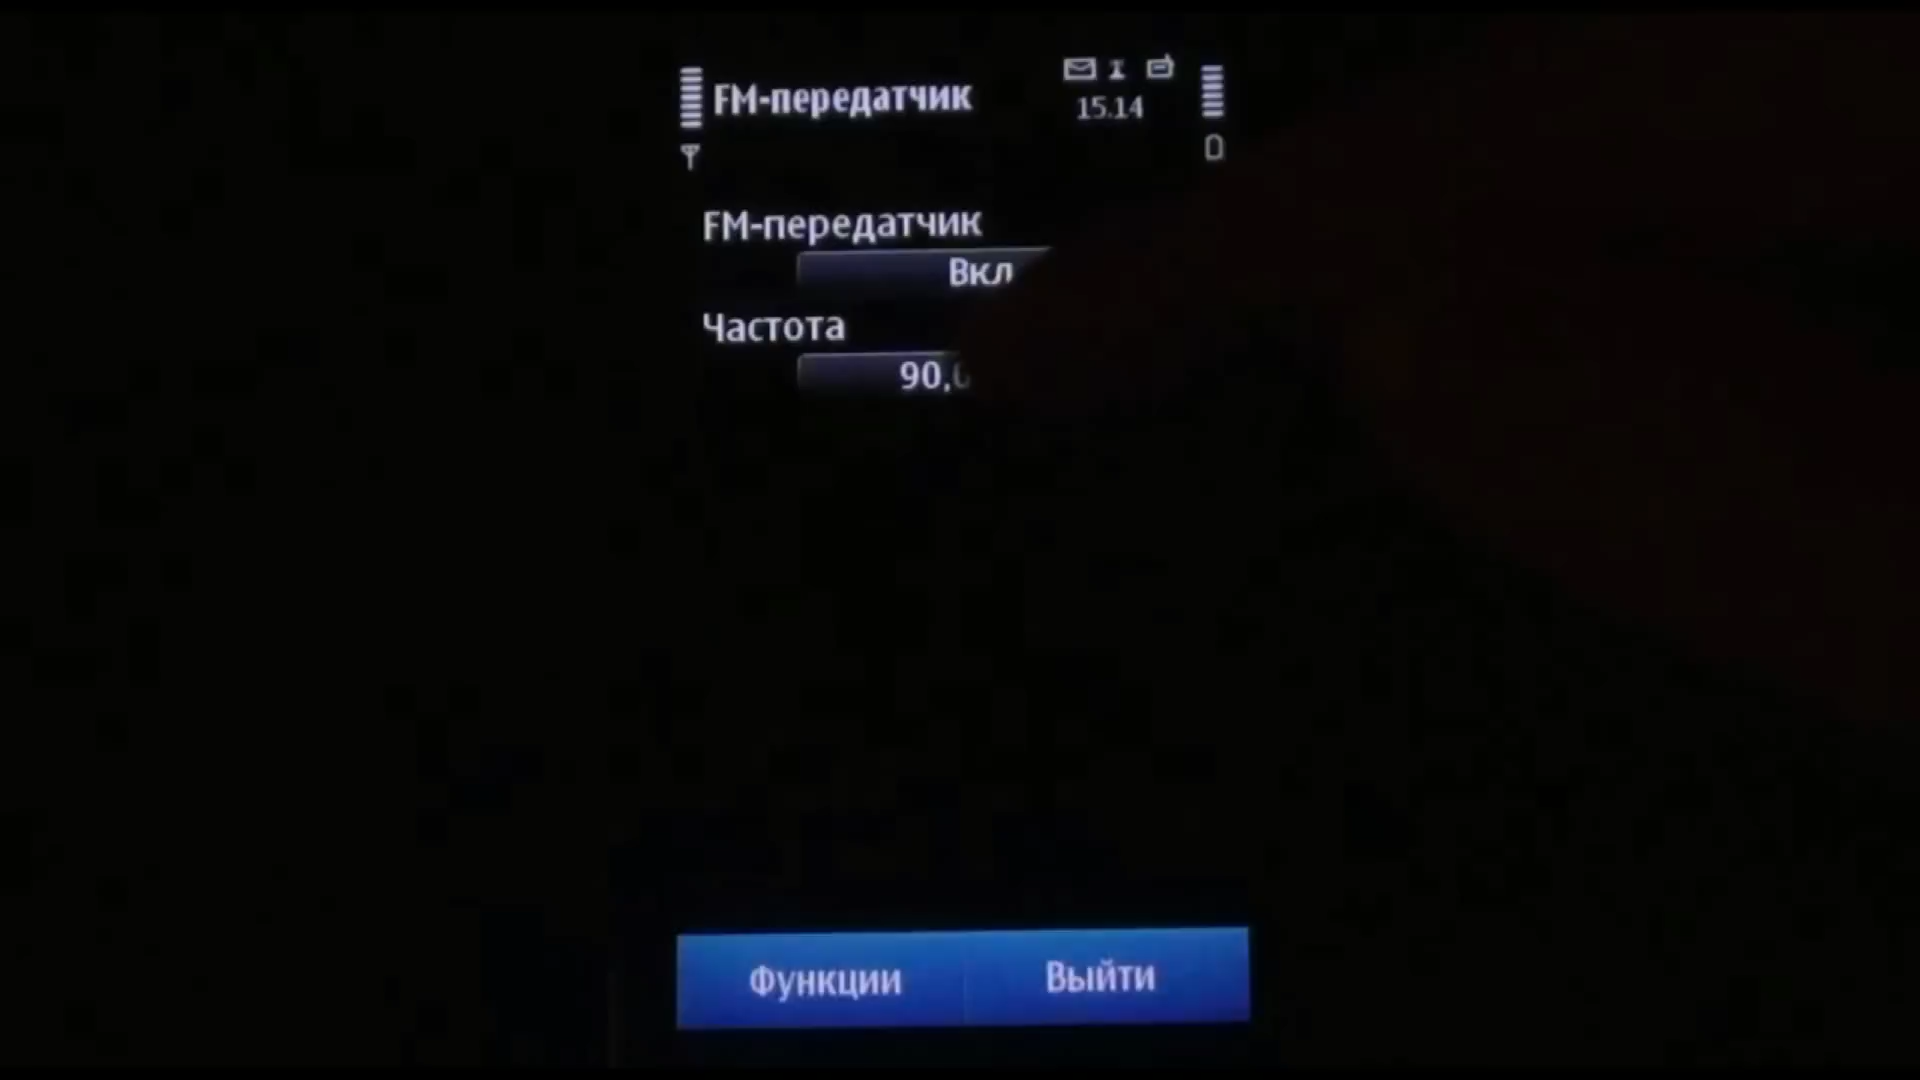 FM-передатчик
15.14
FM-передатчик
Вкл
Частота
90,0
Функции
Выйти